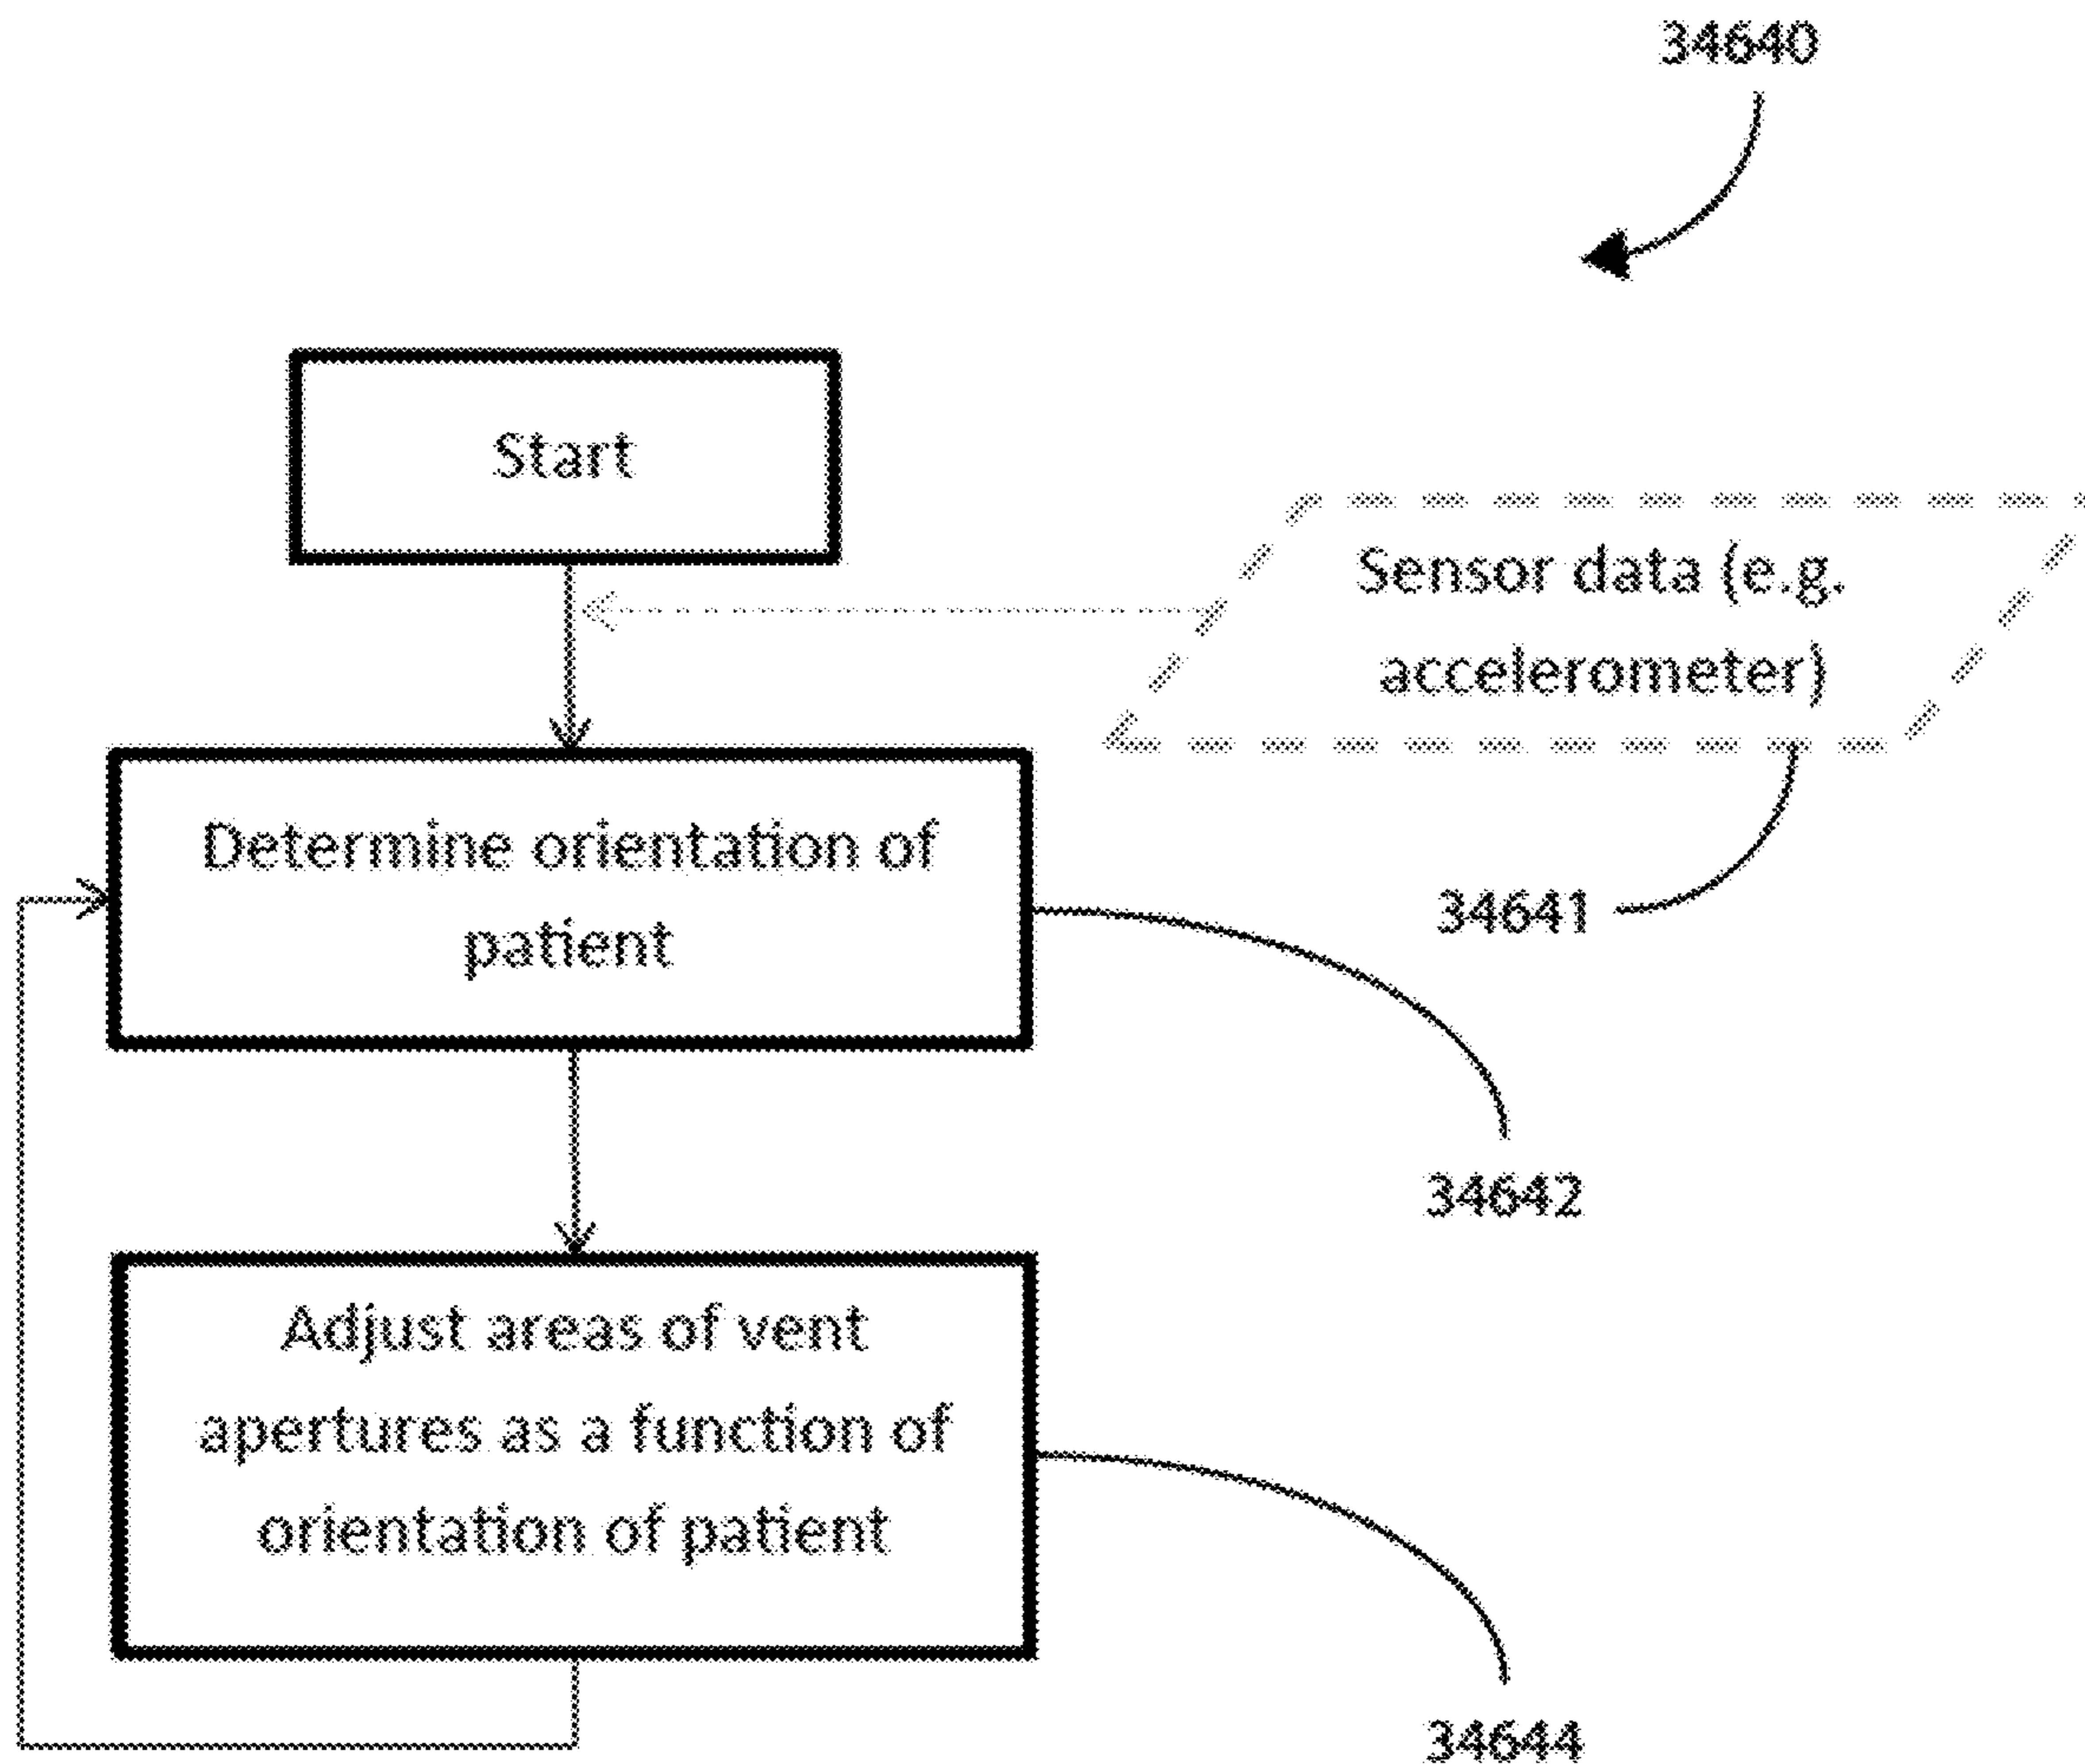 34640
Start
Sensor data (e.g.
accelerometer)
Determine orientation of
patient
34641
34642
Adjust areas of vent
apertures as a function of
orientation of patient
34644